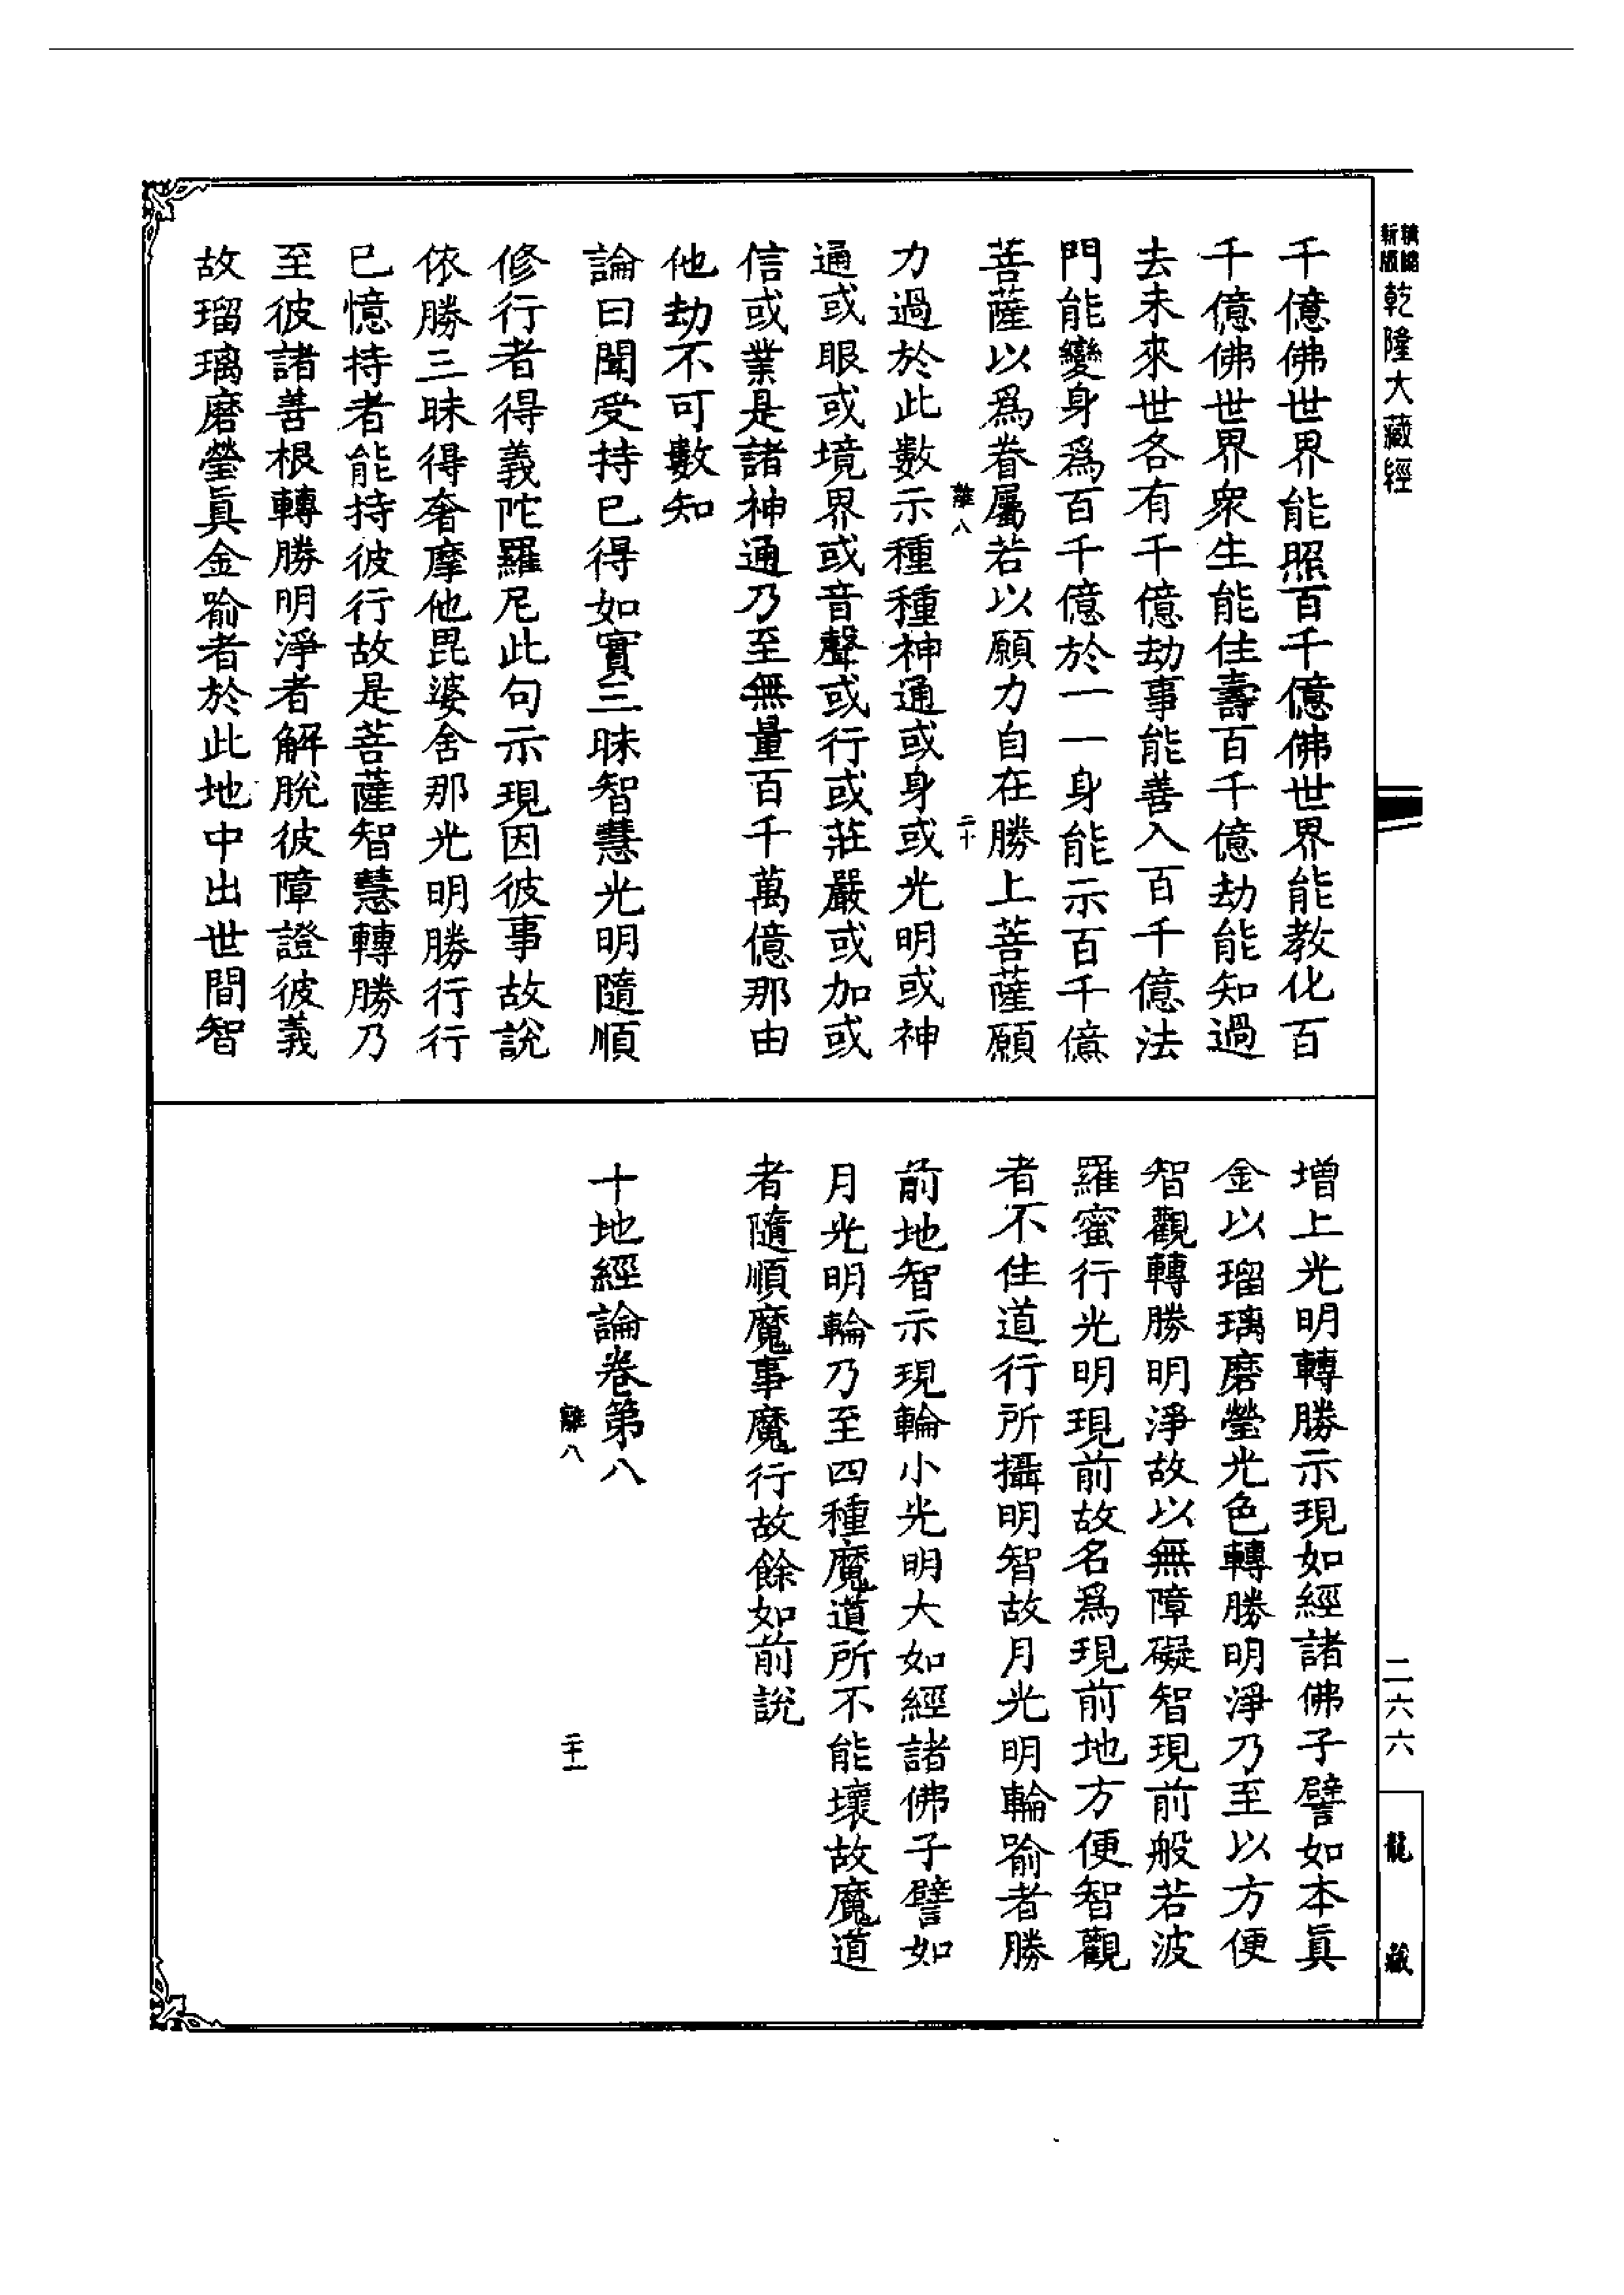 新版精縮乾隆大藏經
千億佛世界能照百千億佛世界能教化百
千億佛世界衆生能住壽百千億劫能知過
去未來世各有千億劫事能善入百千億法
門能變身爲百千億於一一身能示百千億
菩薩以爲眷屬若以願力自在勝上菩薩願
離八
二十
力過於此數示種種神通或身或光明或神
通或眼或境界或音聲或行或莊嚴或加或
信或業是諸神通乃至無量百千萬億那由
他劫不可數知
論曰聞受持已得如實三昧智慧光明隨順
修行者得義陀羅尼此句示現因彼事故說
依勝三昧得奢摩他毘婆舍那光明勝行行
已憶持者能持彼行故是菩薩智慧轉勝乃
至彼諸善根轉勝明淨者解脫彼障證彼義
故瑠璃磨瑩眞金喻者於此地中出世間智
增上光明轉勝示現如經諸佛子譬如本眞
金以瑠璃磨瑩光色轉勝明淨乃至以方便
智觀轉勝明淨故以無障礙智現前般若波
羅蜜行光明現前故名爲現前地方便智觀
者不住道行所攝明智故月光明輪喻者勝
前地智示現輪小光明大如經諸佛子譬如
月光明輪乃至四種魔道所不能壞故魔道
者隨順魔事魔行故餘如前說
十地經論卷第八
離八
二十一
二六六
龍藏